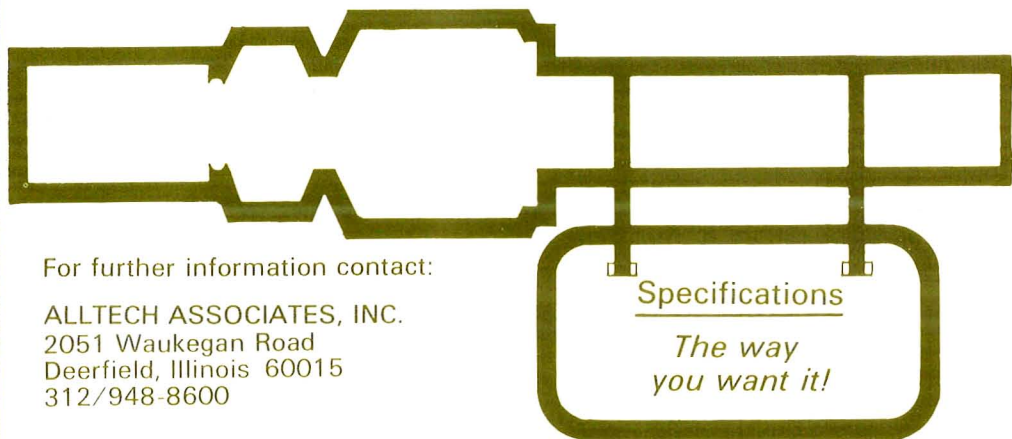 For further information contact:
ALLTECH ASSOCIATES, INC.
2051 Waukegan Road
Deerfield, Illinois 60015
312/948-8600
Specifications
The way
you want it!